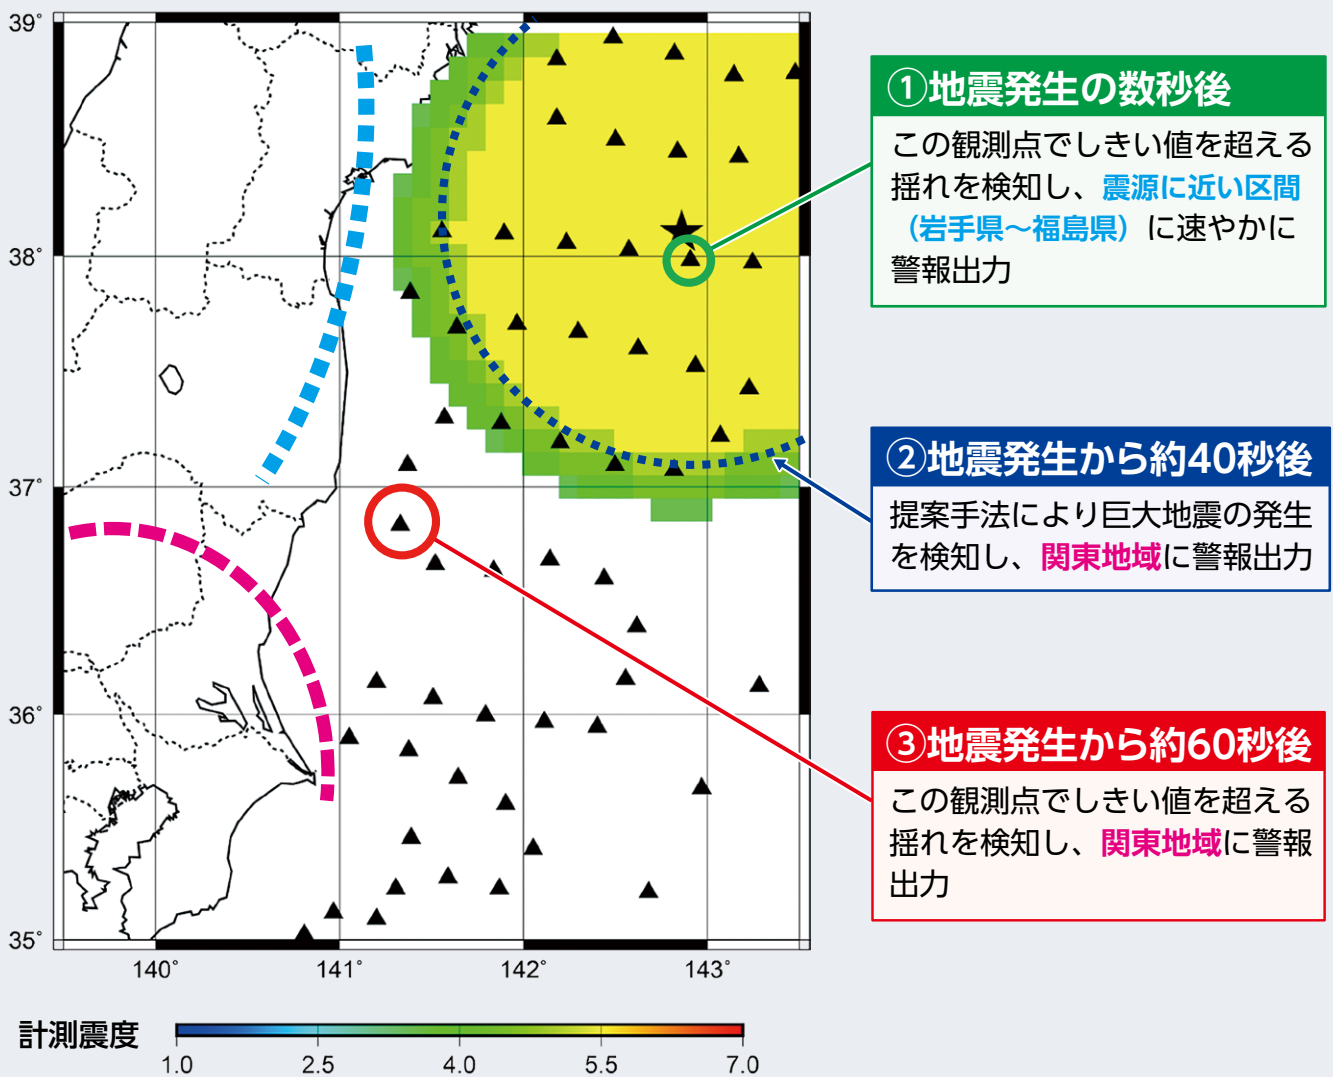 39°
38°
37°
36°
35°
140°
141°
142°
143°
①地震発生の数秒後
この観測点でしきい値を超える
揺れを検知し、震源に近い区間
（岩手県～福島県）に速やかに
警報出力
②地震発生から約40秒後
提案手法により巨大地震の発生
を検知し、関東地域に警報出力
③地震発生から約60秒後
この観測点でしきい値を超える
揺れを検知し、関東地域に警報
出力
計測震度
1.0
2.5
4.0
5.5
7.0